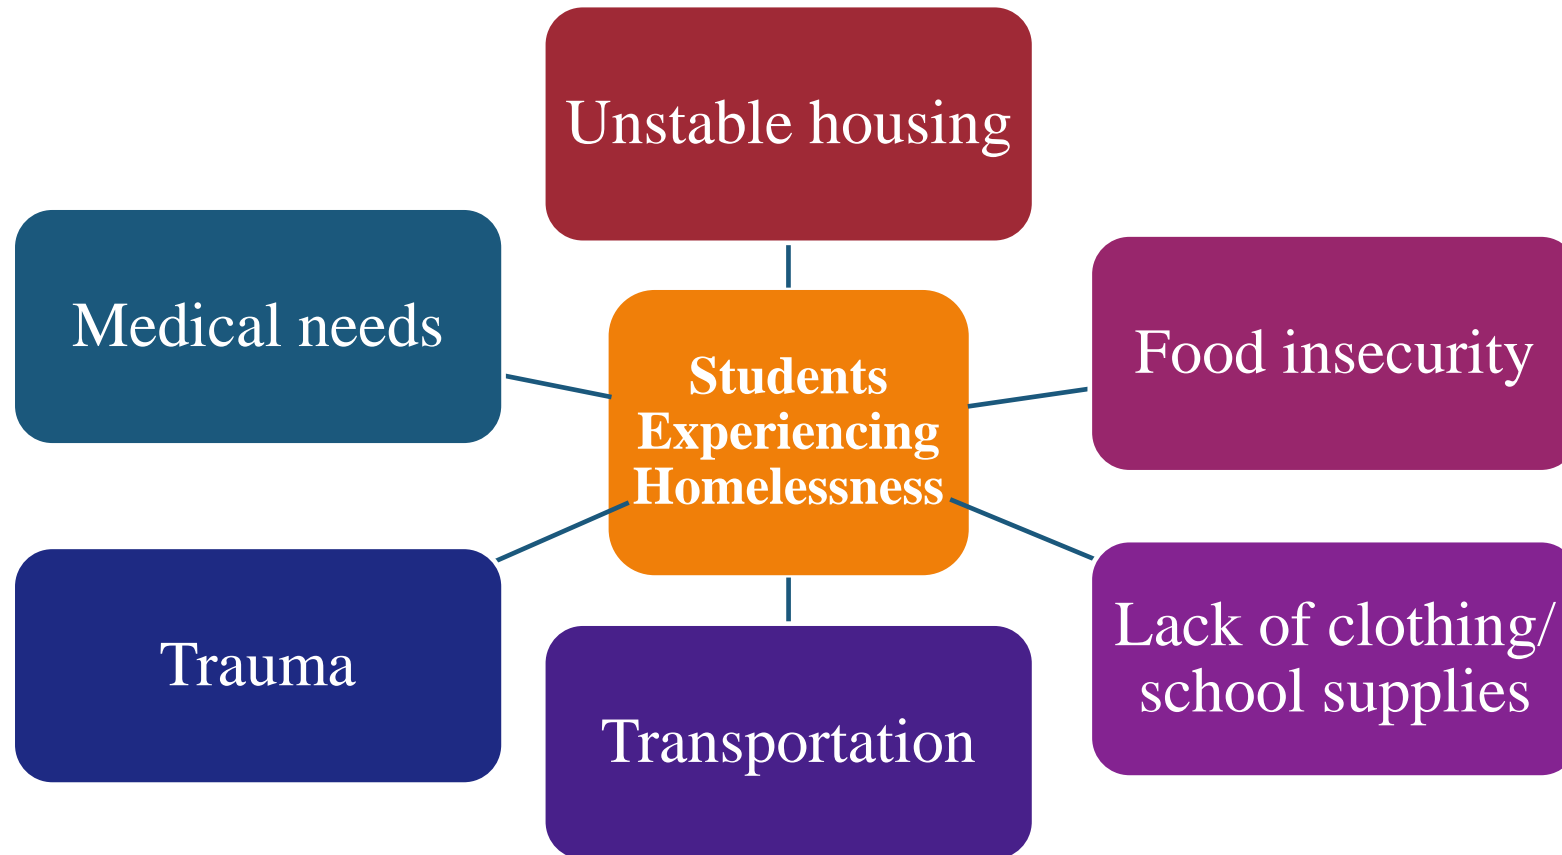 Unstable housing
Medical needs
Food insecurity
Students
Experiencing
Homelessness
Trauma
Lack of clothing/
school supplies
Transportation